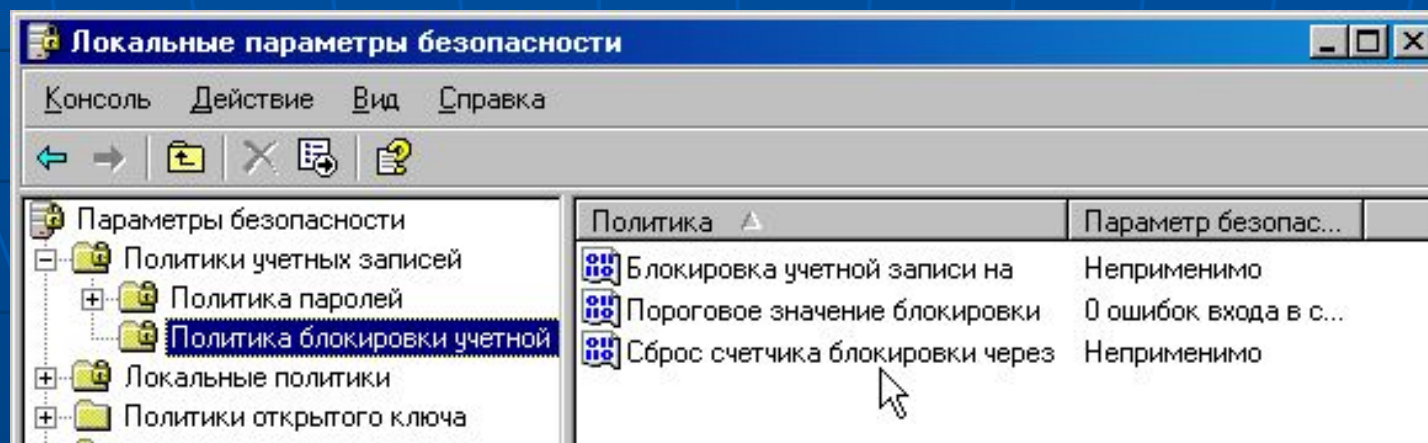 Локальные параметры безопасности
Консоль Действие Вид Справка
Параметры безопасности
Политики учетных записей
Политика паролей
Политика блокировки учетной
Локальные политики
Политики открытого ключа
Политика Параметр безопас...
Блокировка учетной записи на Неприменимо
Пороговое значение блокировки 0 ошибок входа в с...
Сброс счетчика блокировки через Неприменимо